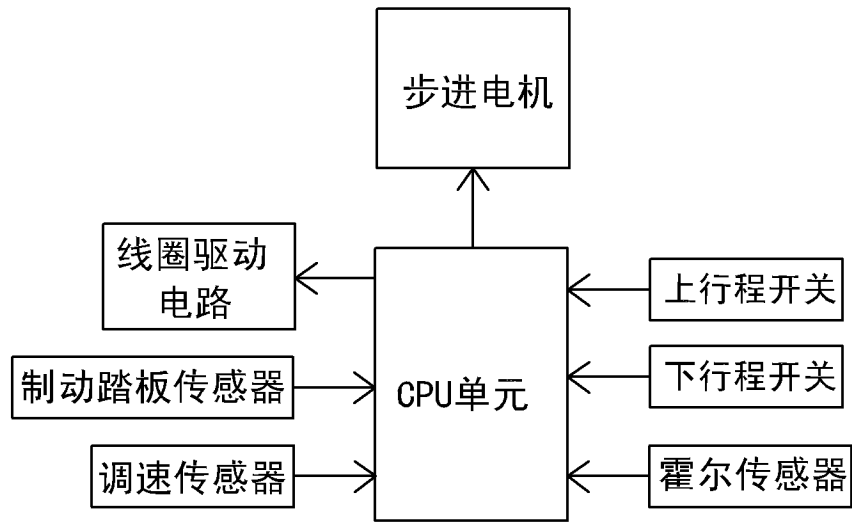 步进电机
线圈驱动
电路
上行程开关
制动踏板传感器
CPU单元
下行程开关
调速传感器
霍尔传感器